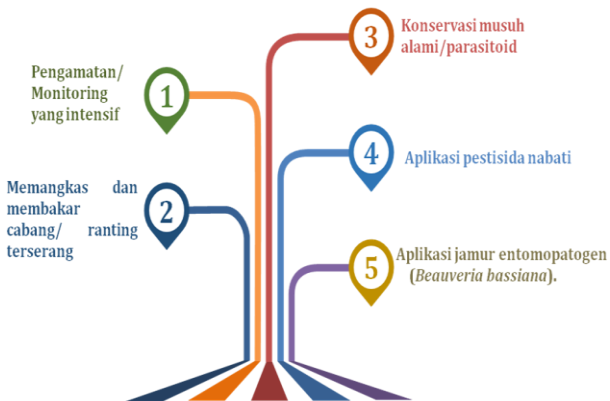 1
Pengamatan/
Monitoring
yang intensif
2
Memangkas dan
membakar
cabang/ ranting
terserang
3
Konservasi musuh
alami/parasitoid
4
Aplikasi pestisida nabati
5
Aplikasi jamur entomopatogen
(Beauveria bassiana).